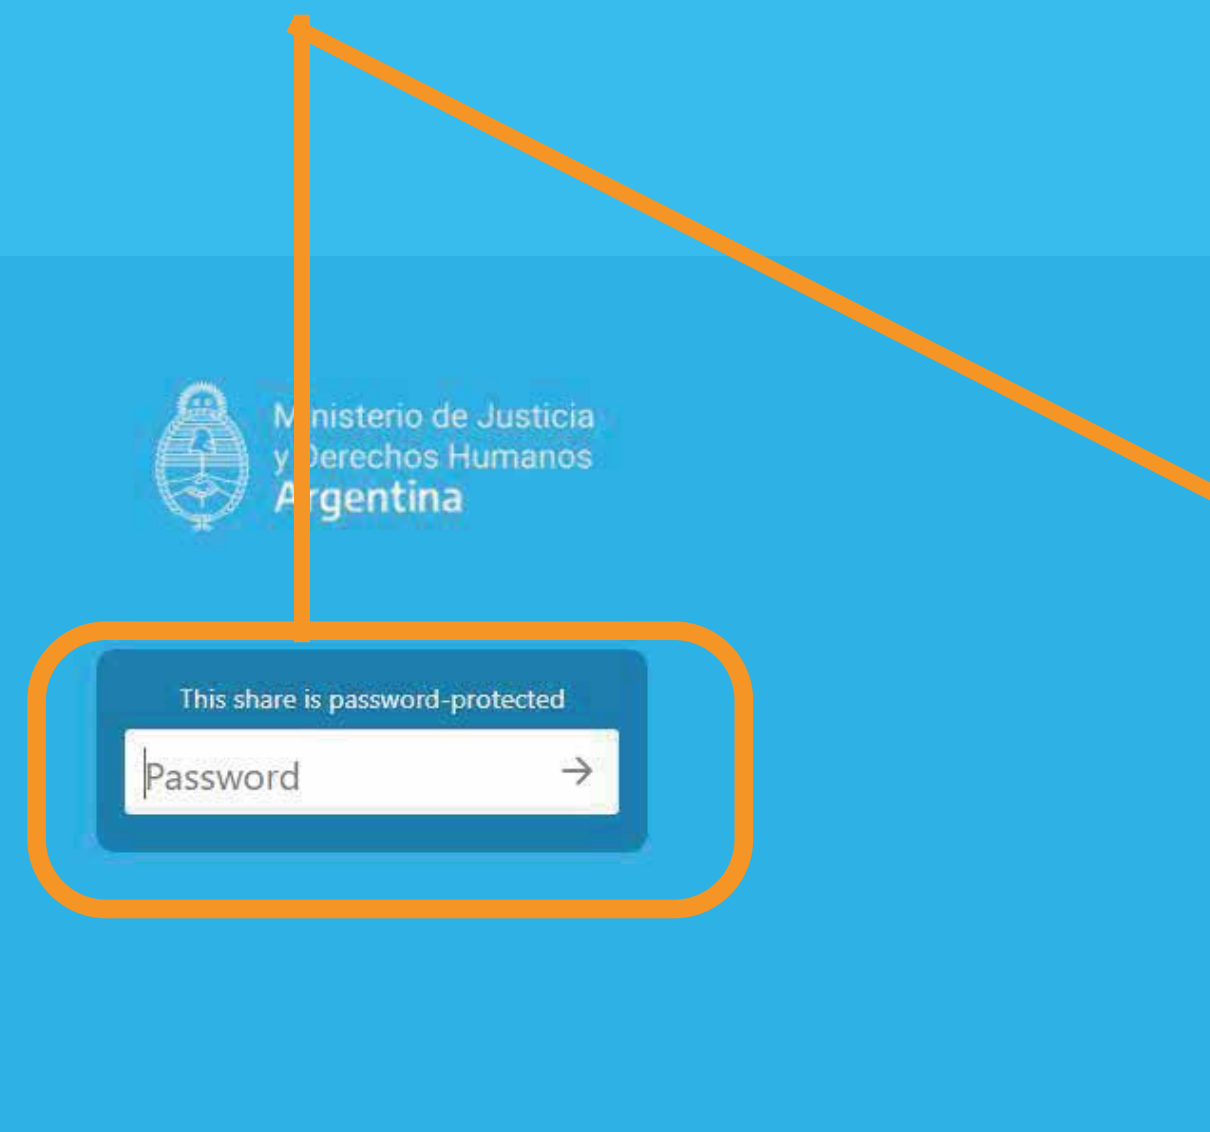 Ministerio de Justicia
y Derechos Humanos
Argentina
This share is password-protected
Password